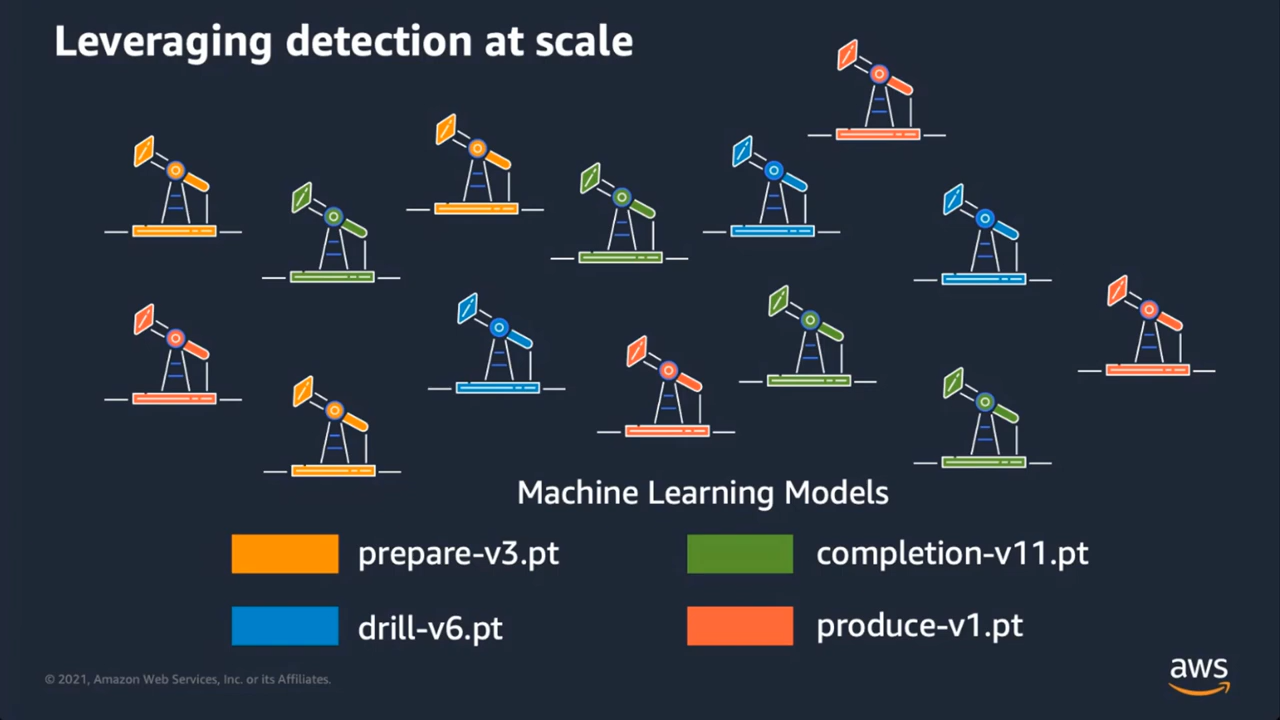 Leveraging detection at scale
Machine Learning Models
prepare-v3.pt
completion-v11.pt
drill-v6.pt
produce-v1.pt
© 2021, Amazon Web Services, Inc. or its Affiliates.
aws